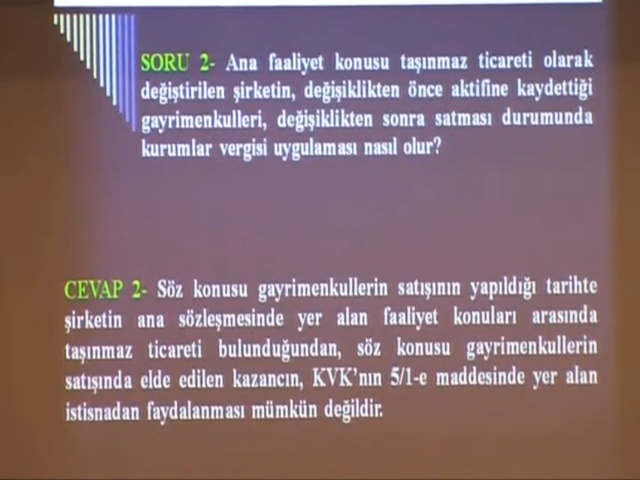 SORU 2- Ana faaliyet konusu taşınmaz ticareti olarak
değiştirilen şirketin, değişiklikten önce aktifine kaydettiği
gayrimenkulleri, değişiklikten sonra satması durumunda
kurumlar vergisi uygulaması nasıl olur?
CEVAP 2- Söz konusu gayrimenkullerin satışının yapıldığı tarihte
şirketin ana sözleşmesinde yer alan faaliyet konuları arasında
taşınmaz ticareti bulunduğundan, söz konusu gayrimenkullerin
satışında elde edilen kazancın, KVK'nın 5/1-e maddesinde yer alan
istisnadan faydalanması mümkün değildir.